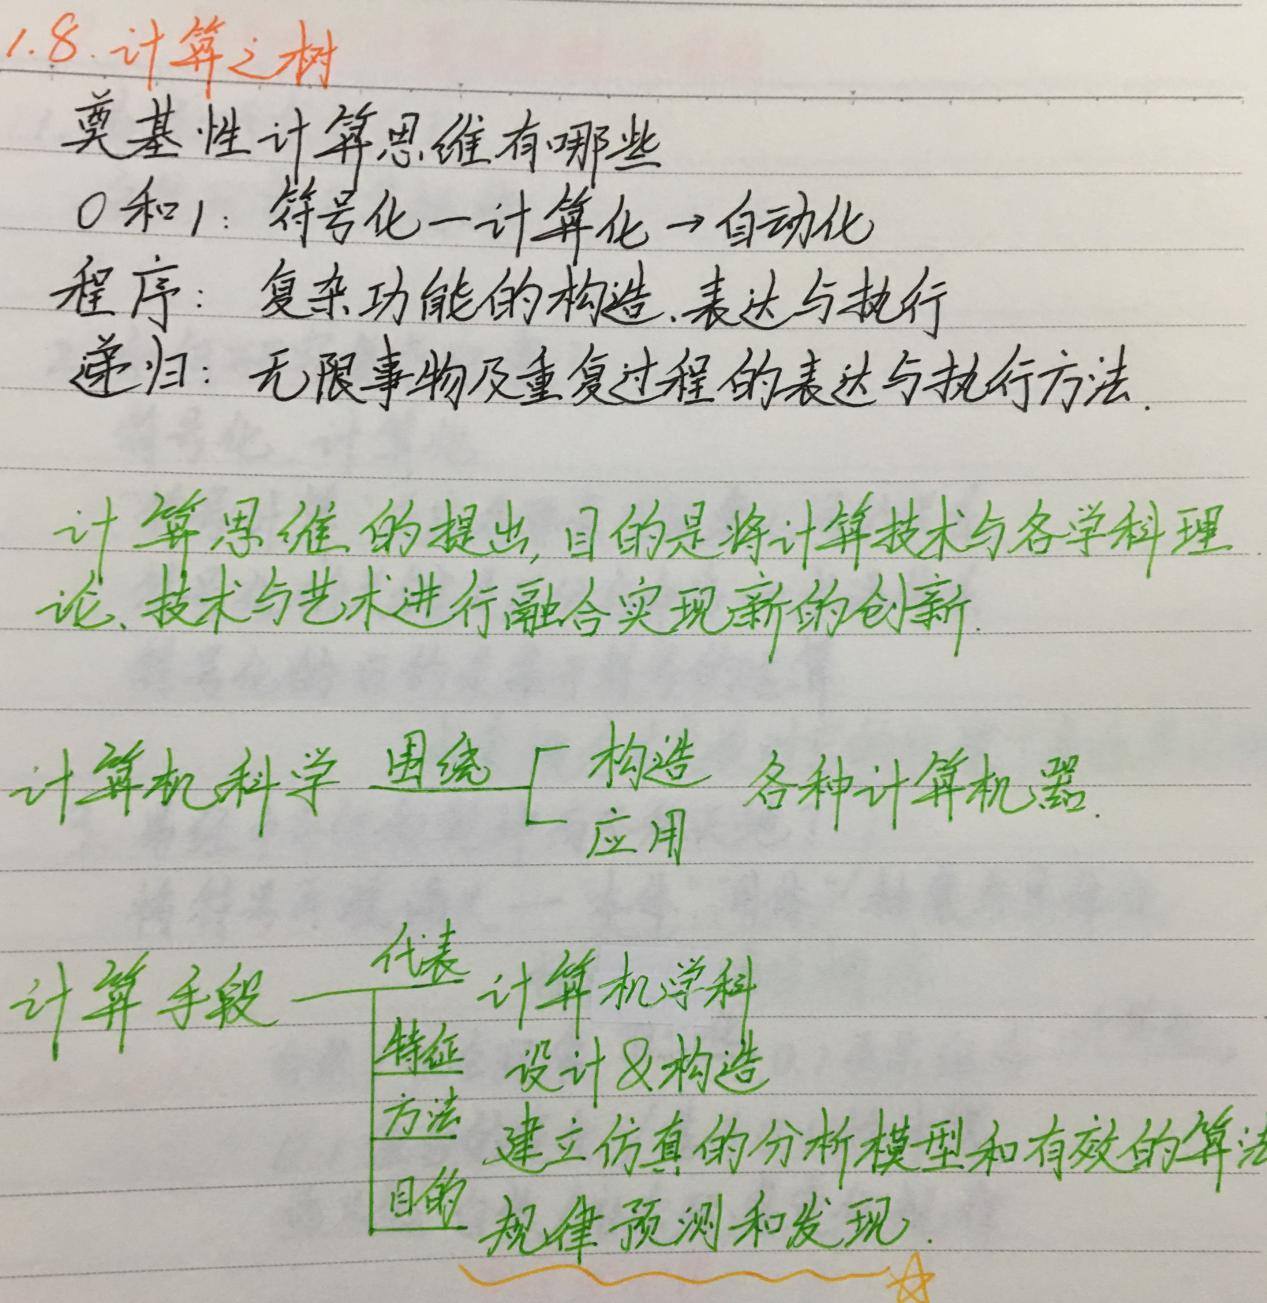 1.8.计算之树
奠基性计算思维有哪些
0和1：符号化—计算化→自动化
程序：复杂功能的构造、表达与执行
递归：无限事物及重复过程的表达与执行方法.
计算思维的提出,目的是将计算技术与各学科理
论、技术与艺术进行融合实现新的创新.
计算机科学 围绕 构造 各种计算机器.
应用
计算手段 代表 计算机学科
特征 设计&构造
方法 建立仿真的分析模型和有效的算法
目的 规律预测和发现.